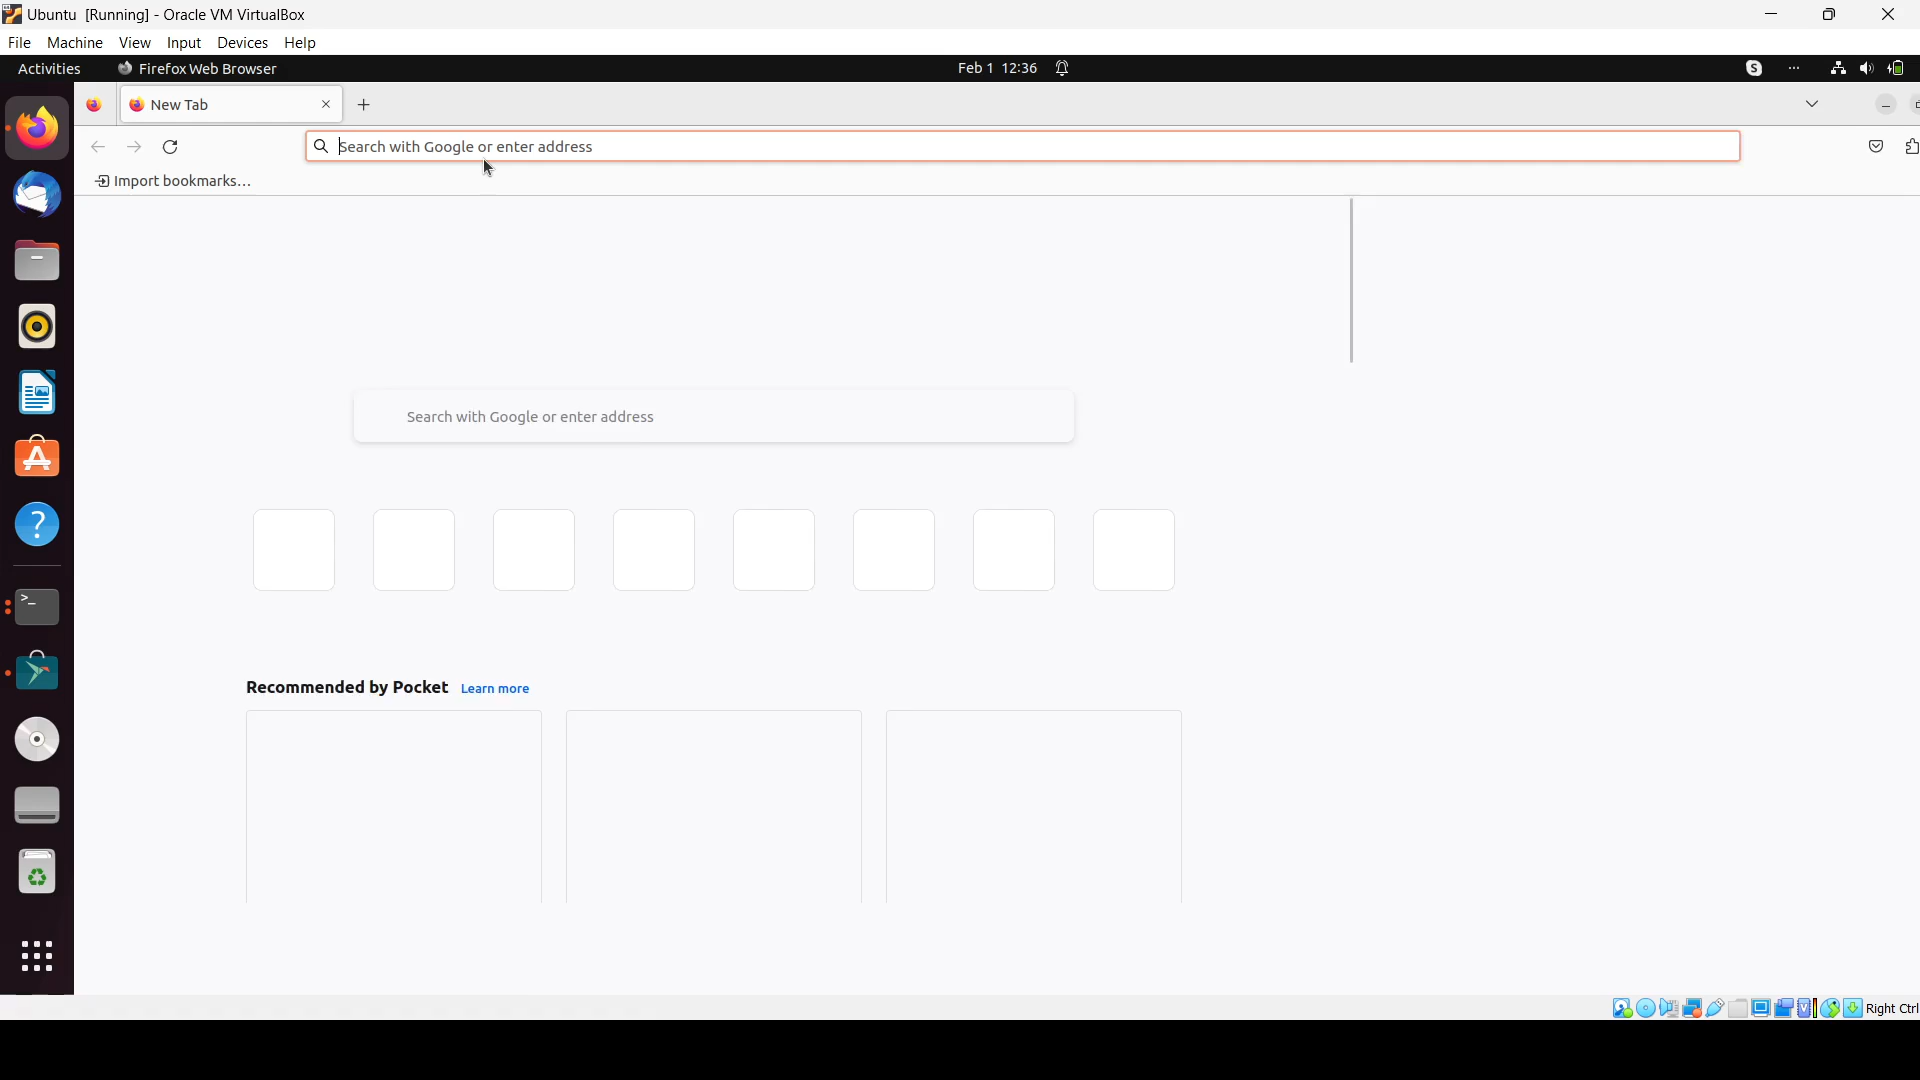 Ubuntu [Running] - Oracle VM VirtualBox
File Machine View Input Devices Help
Activities Firefox Web Browser Feb 1 12:36
New Tab
Search with Google or enter address
Import bookmarks...
Search with Google or enter address
Recommended by Pocket Learn more
Right Ctrl